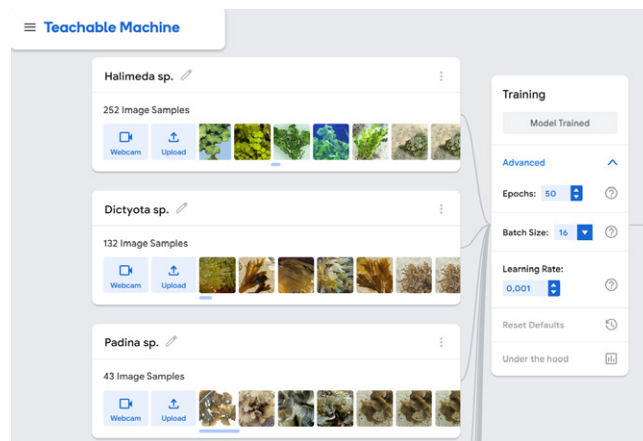 Teachable Machine
Halimeda sp.
252 Image Samples
Webcam
Upload
Dictyota sp.
132 Image Samples
Webcam
Upload
Padina sp.
43 Image Samples
Webcam
Upload
Training
Model Trained
Advanced
Epochs: 50
Batch Size: 16
Learning Rate:
0,001
Reset Defaults
Under the hood